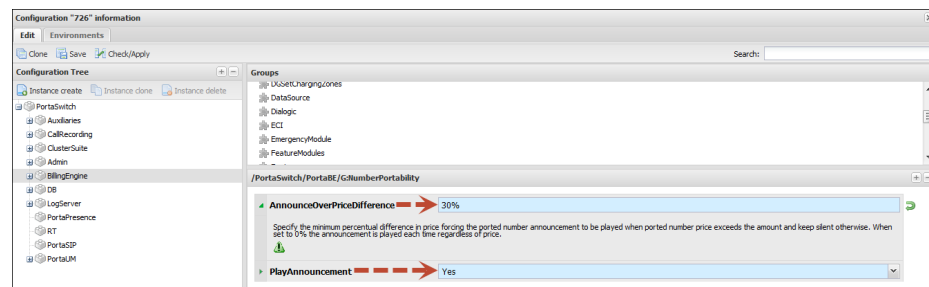 Configuration "726" information
Edit Environments
Clone Save Check/Apply Search:
Configuration Tree
Instance create Instance clone Instance delete
PortaSwitch
Auxiliaries
CallRecording
ClusterSuite
Admin
BillingEngine
DB
LogServer
PortaPresence
RT
PortaSIP
PortaUM
Groups
DGSetChargingZones
DataSource
Dialogic
ECI
EmergencyModule
FeatureModules
/PortaSwitch/PortaBE/G:NumberPortability
AnnounceOverPriceDifference 30%
Specify the minimum percentual difference in price forcing the ported number announcement to be played when ported number price exceeds the amount and keep silent otherwise. When
set to 0% the announcement is played each time regardless of price.
PlayAnnouncement Yes